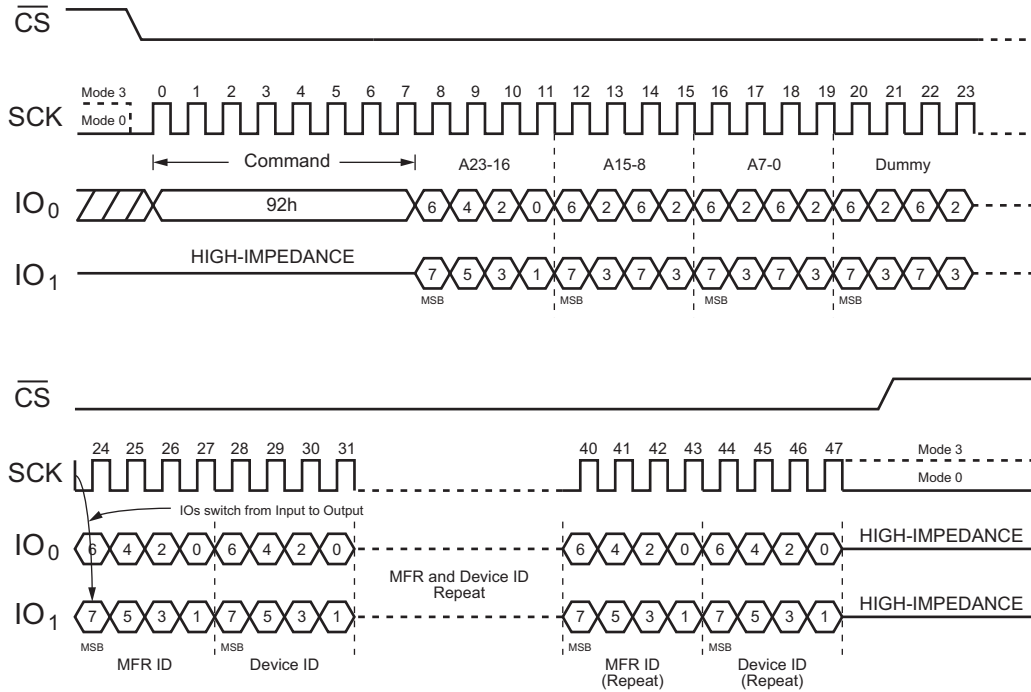 CS
Mode 3
Mode 0
SCK
0 1 2 3 4 5 6 7 8 9 10 11 12 13 14 15 16 17 18 19 20 21 22 23
Command
A23-16
A15-8
A7-0
Dummy
IO0
92h
6 4 2 0 6 2 6 2 6 2 6 2 6 2 6 2
HIGH-IMPEDANCE
IO1
7 5 3 1 7 3 7 3 7 3 7 3 7 3 7 3
MSB MSB MSB MSB
CS
24 25 26 27 28 29 30 31 40 41 42 43 44 45 46 47
SCK
Mode 3
Mode 0
IOs switch from Input to Output
IO0
6 4 2 0 6 4 2 0 6 4 2 0 6 4 2 0
HIGH-IMPEDANCE
MFR and Device ID
Repeat
IO1
7 5 3 1 7 5 3 1 7 5 3 1 7 5 3 1
HIGH-IMPEDANCE
MSB MSB MSB MSB
MFR ID
Device ID
MFR ID
(Repeat)
Device ID
(Repeat)